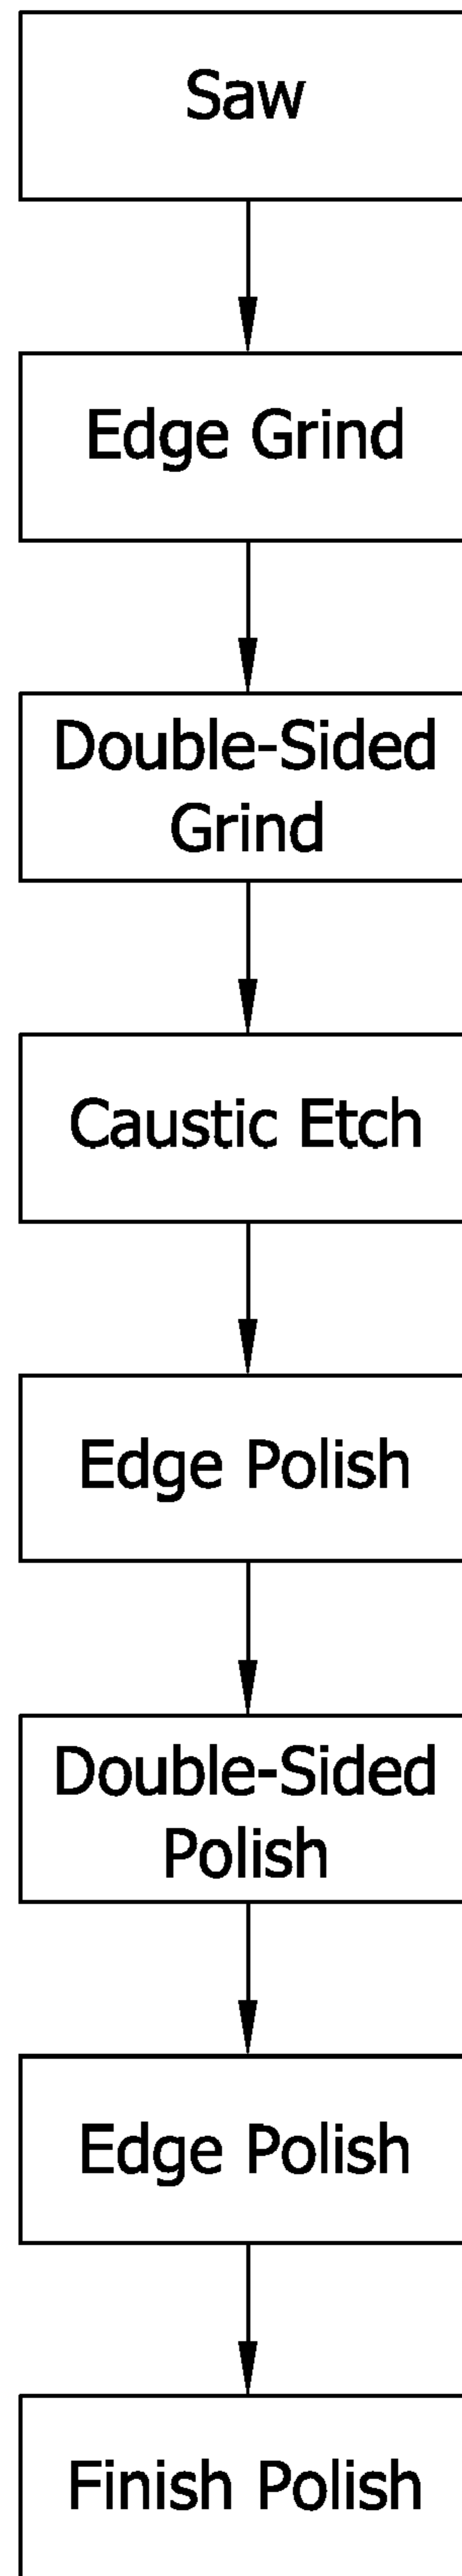 Saw
Edge Grind
Double-Sided
Grind
Caustic Etch
Edge Polish
Double-Sided
Polish
Edge Polish
Finish Polish